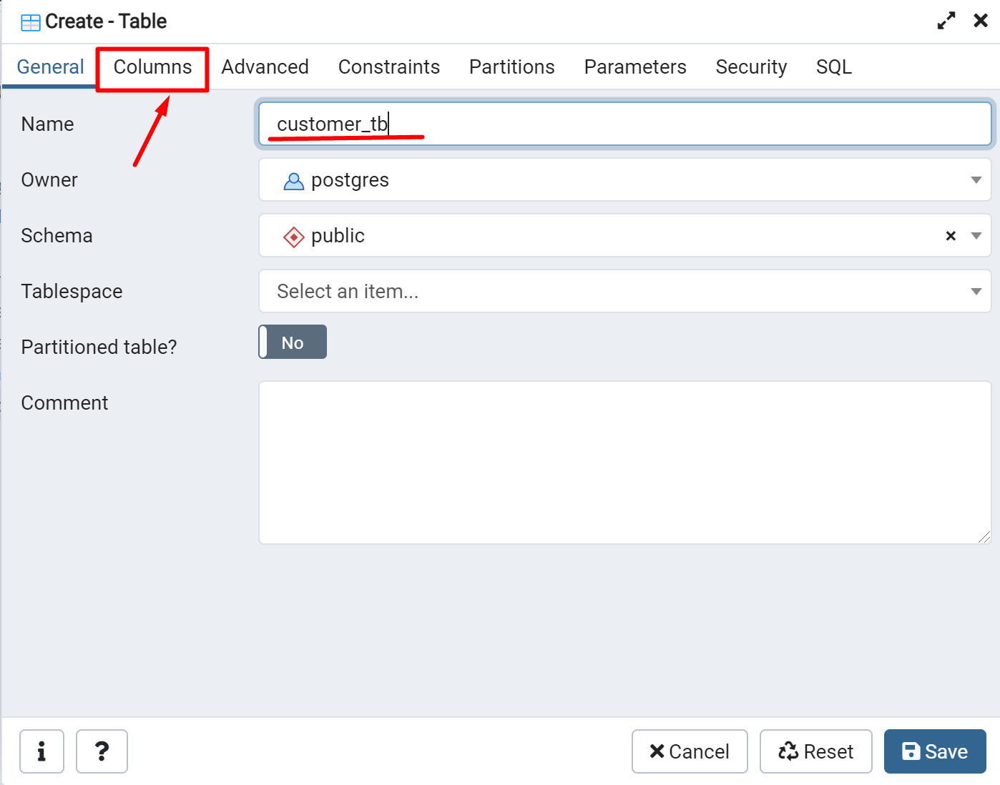 Create - Table
General Columns Advanced Constraints Partitions Parameters Security SQL
Name customer_tb
Owner postgres
Schema public
Tablespace Select an item...
Partitioned table? No
Comment
i ? Cancel Reset Save